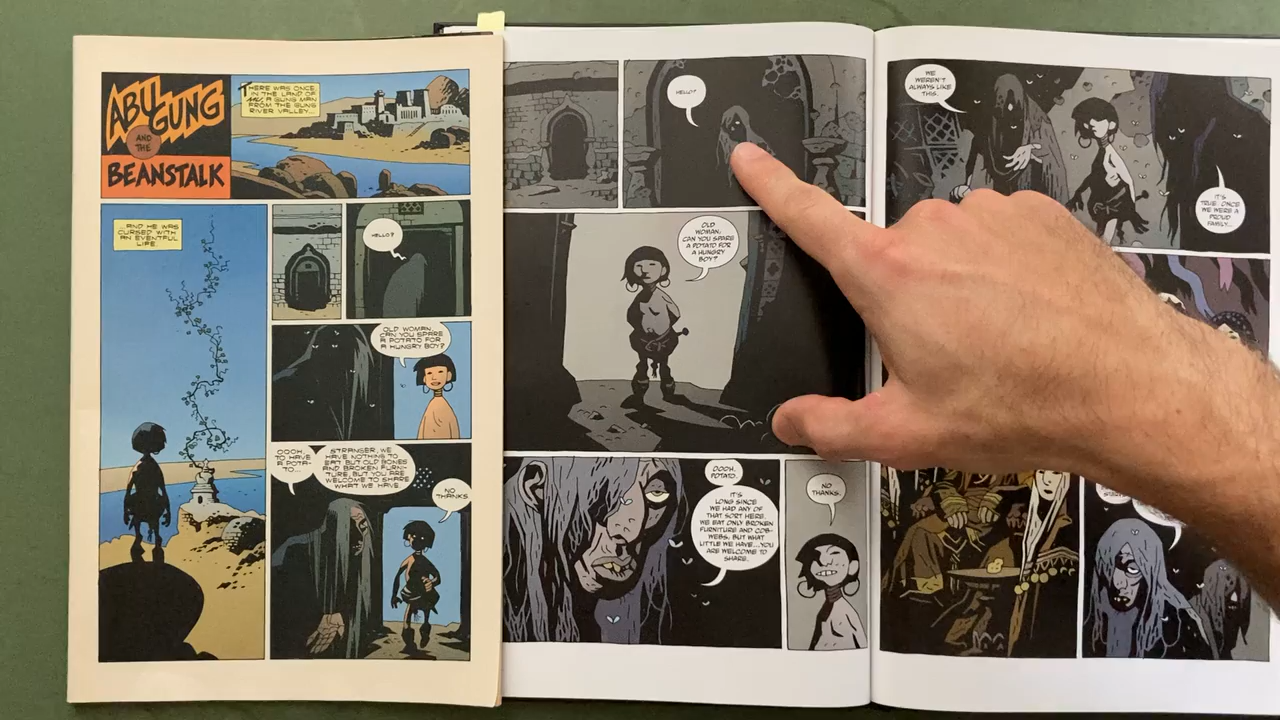 ABU GUNG
AND
THE
BEANSTALK
THERE WAS ONCE,
IN THE LAND OF
MU, A GUNG MAN
FROM THE GUNG
RIVER VALLEY...
...AND HE WAS
CURSED WITH
AN EVENTFUL
LIFE.
HELLO?
OLD WOMAN,
CAN YOU SPARE
A POTATO FOR
A HUNGRY BOY?
OOOH,
TO HAVE
A POTA-
TO...
STRANGER, WE
HAVE NOTHING TO
EAT BUT OLD BONES
AND BROKEN FURNI-
TURE, BUT YOU ARE
WELCOME TO SHARE
WHAT WE HAVE.
NO
THANKS.
HELLO?
OLD
WOMAN,
CAN YOU SPARE
A POTATO FOR
A HUNGRY
BOY?
OOOH,
POTATO.
IT'S
LONG SINCE
WE HAD ANY OF
THAT SORT HERE.
WE EAT ONLY BROKEN
FURNITURE AND COB-
WEBS. BUT WHAT
LITTLE WE HAVE...YOU
ARE WELCOME TO
SHARE.
NO
THANKS.
WE
WEREN'T
ALWAYS LIKE
THIS.
IT'S
TRUE. ONCE
WE WERE A
PROUD
FAMILY...